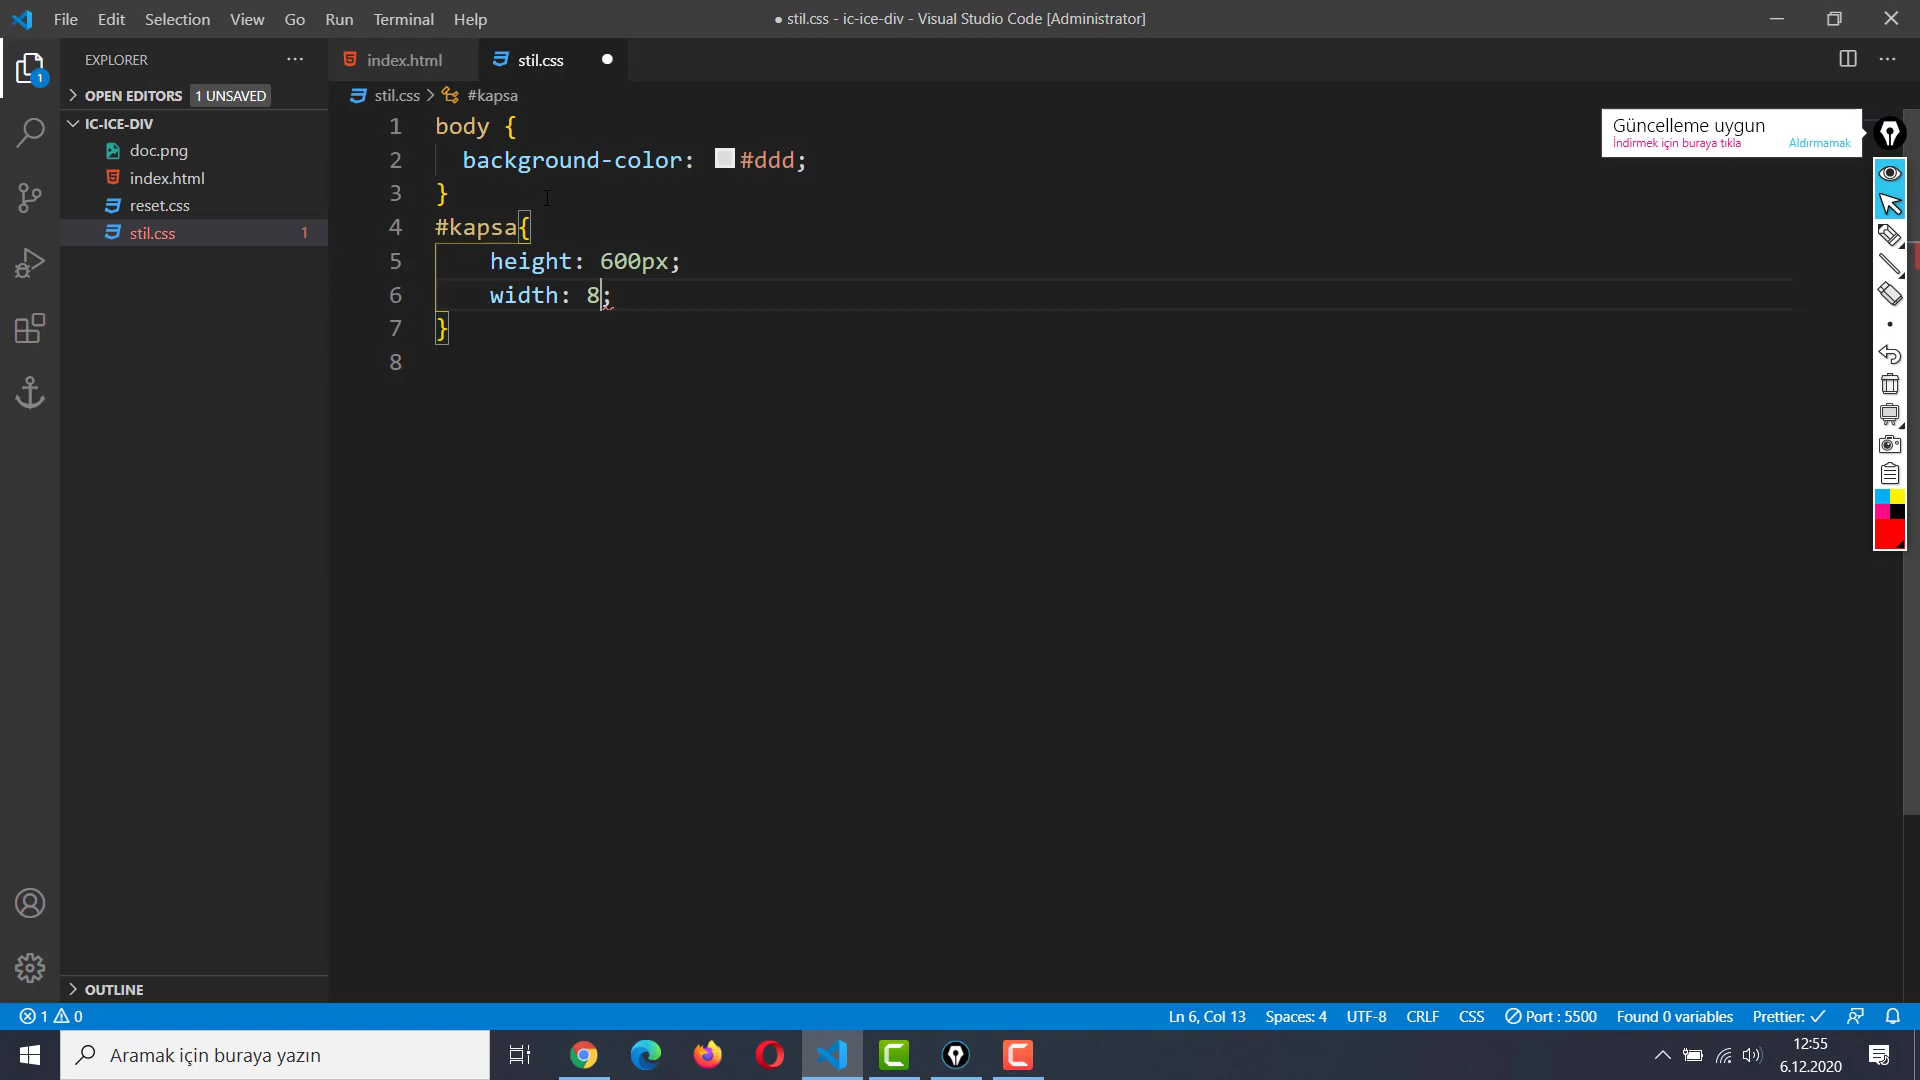 File Edit Selection View Go Run Terminal Help
● stil.css - ic-ice-div - Visual Studio Code [Administrator]
EXPLORER
index.html
stil.css
1
OPEN EDITORS 1 UNSAVED
stil.css > #kapsa
IC-ICE-DIV
doc.png
index.html
reset.css
stil.css 1
1 body {
2 background-color: #ddd;
3 }
4 #kapsa{
5 height: 600px;
6 width: 8;
7 }
8
Güncelleme uygun
İndirmek için buraya tıkla Aldırmamak
OUTLINE
1 0
Ln 6, Col 13 Spaces: 4 UTF-8 CRLF CSS Port : 5500 Found 0 variables Prettier: ✓
Aramak için buraya yazın
12:55
6.12.2020